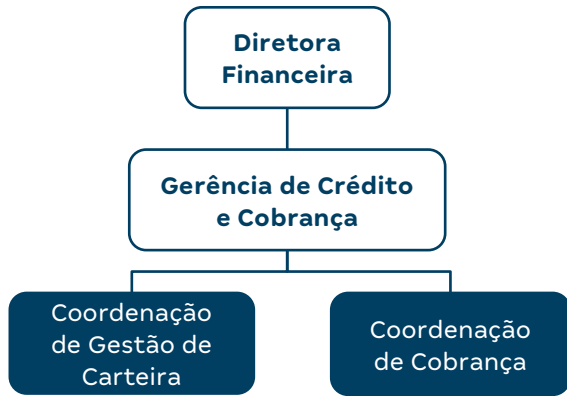 Diretora
Financeira
Gerência de Crédito
e Cobrança
Coordenação
de Gestão de
Carteira
Coordenação
de Cobrança